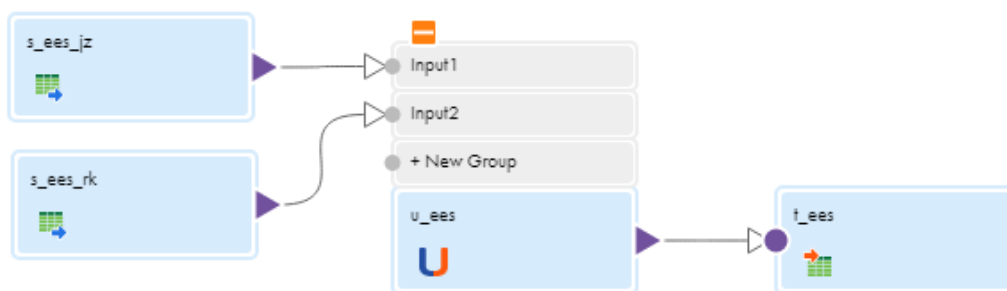 s_ees_jz
Input1
Input2
s_ees_rk
+ New Group
u_ees
t_ees